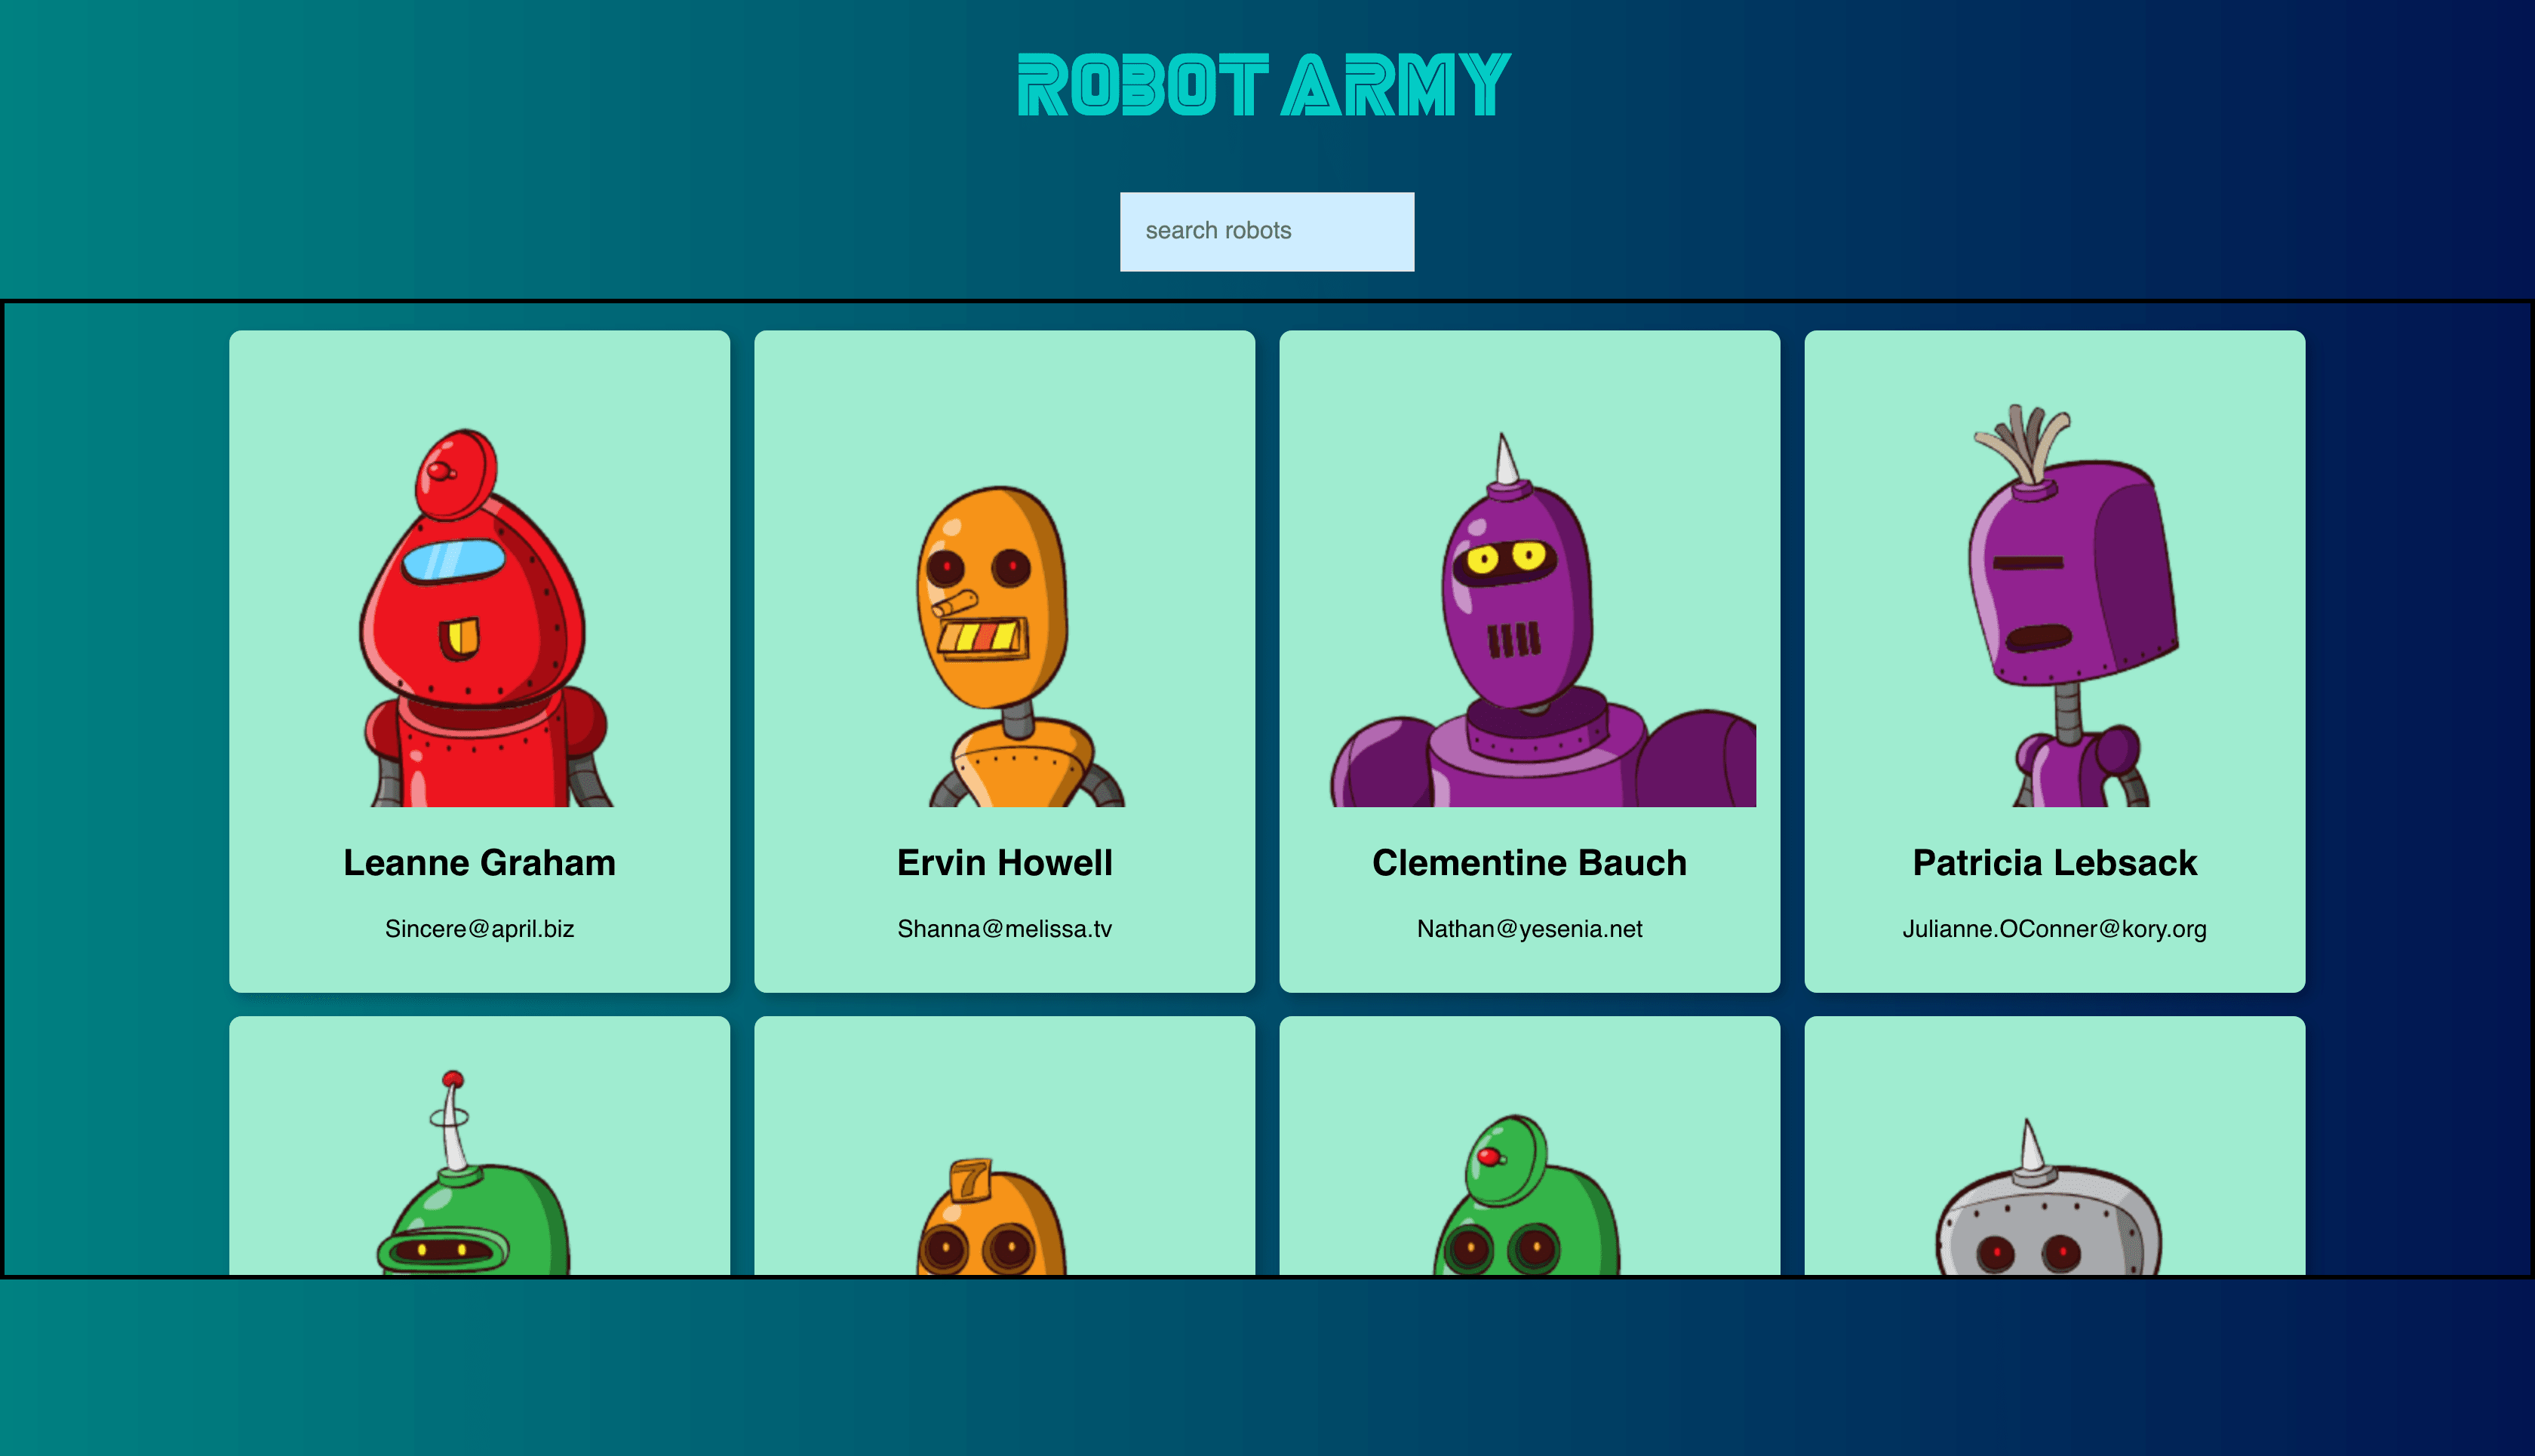 ROBOT ARMY
search robots
Leanne Graham
Ervin Howell
Clementine Bauch
Patricia Lebsack
Sincere@april.biz
Shanna@melissa.tv
Nathan@yesenia.net
Julianne.OConner@kory.org
7